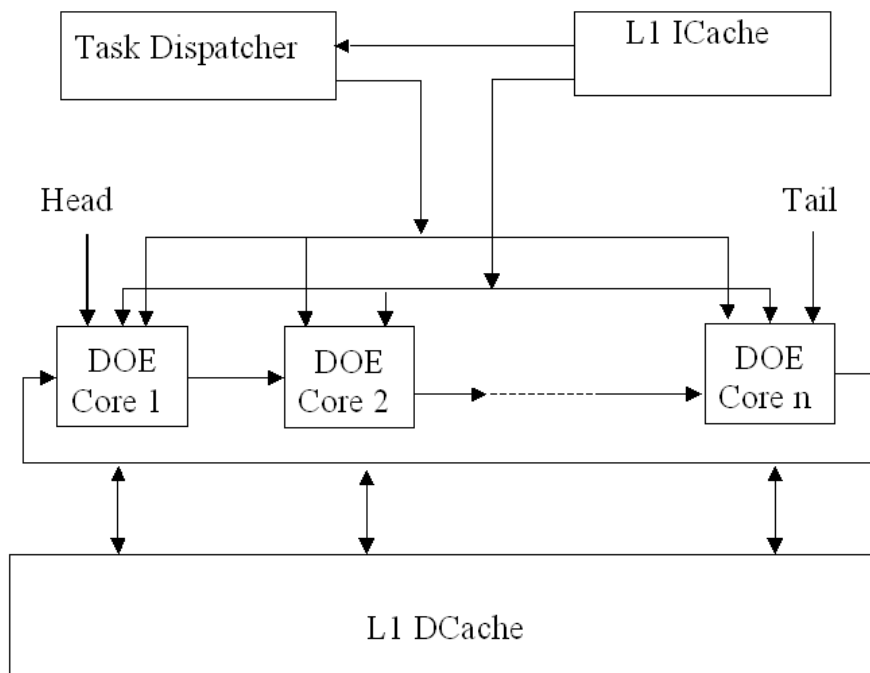 Task Dispatcher
L1 ICache
Head
Tail
DOE
Core 1
DOE
Core 2
DOE
Core n
L1 DCache